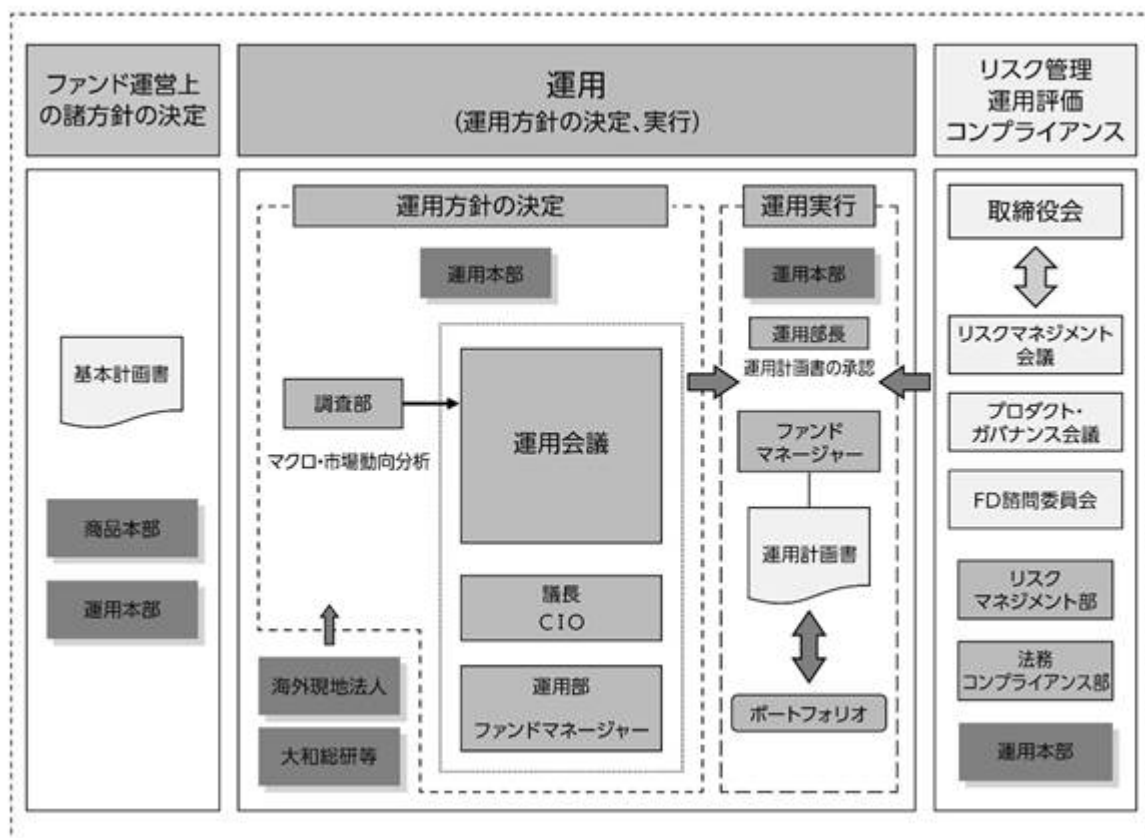 ファンド運営上
の諸方針の決定
運用
(運用方針の決定、実行)
リスク管理
運用評価
コンプライアンス
基本計画書
商品本部
運用本部
運用方針の決定
運用本部
調査部
マクロ・市場動向分析
運用会議
議長
CIO
運用部
ファンドマネージャー
海外現地法人
大和総研等
運用実行
運用本部
運用部長
運用計画書の承認
ファンド
マネージャー
運用計画書
ポートフォリオ
取締役会
リスクマネジメント
会議
プロダクト・
ガバナンス会議
FD諮問委員会
リスク
マネジメント部
法務
コンプライアンス部
運用本部